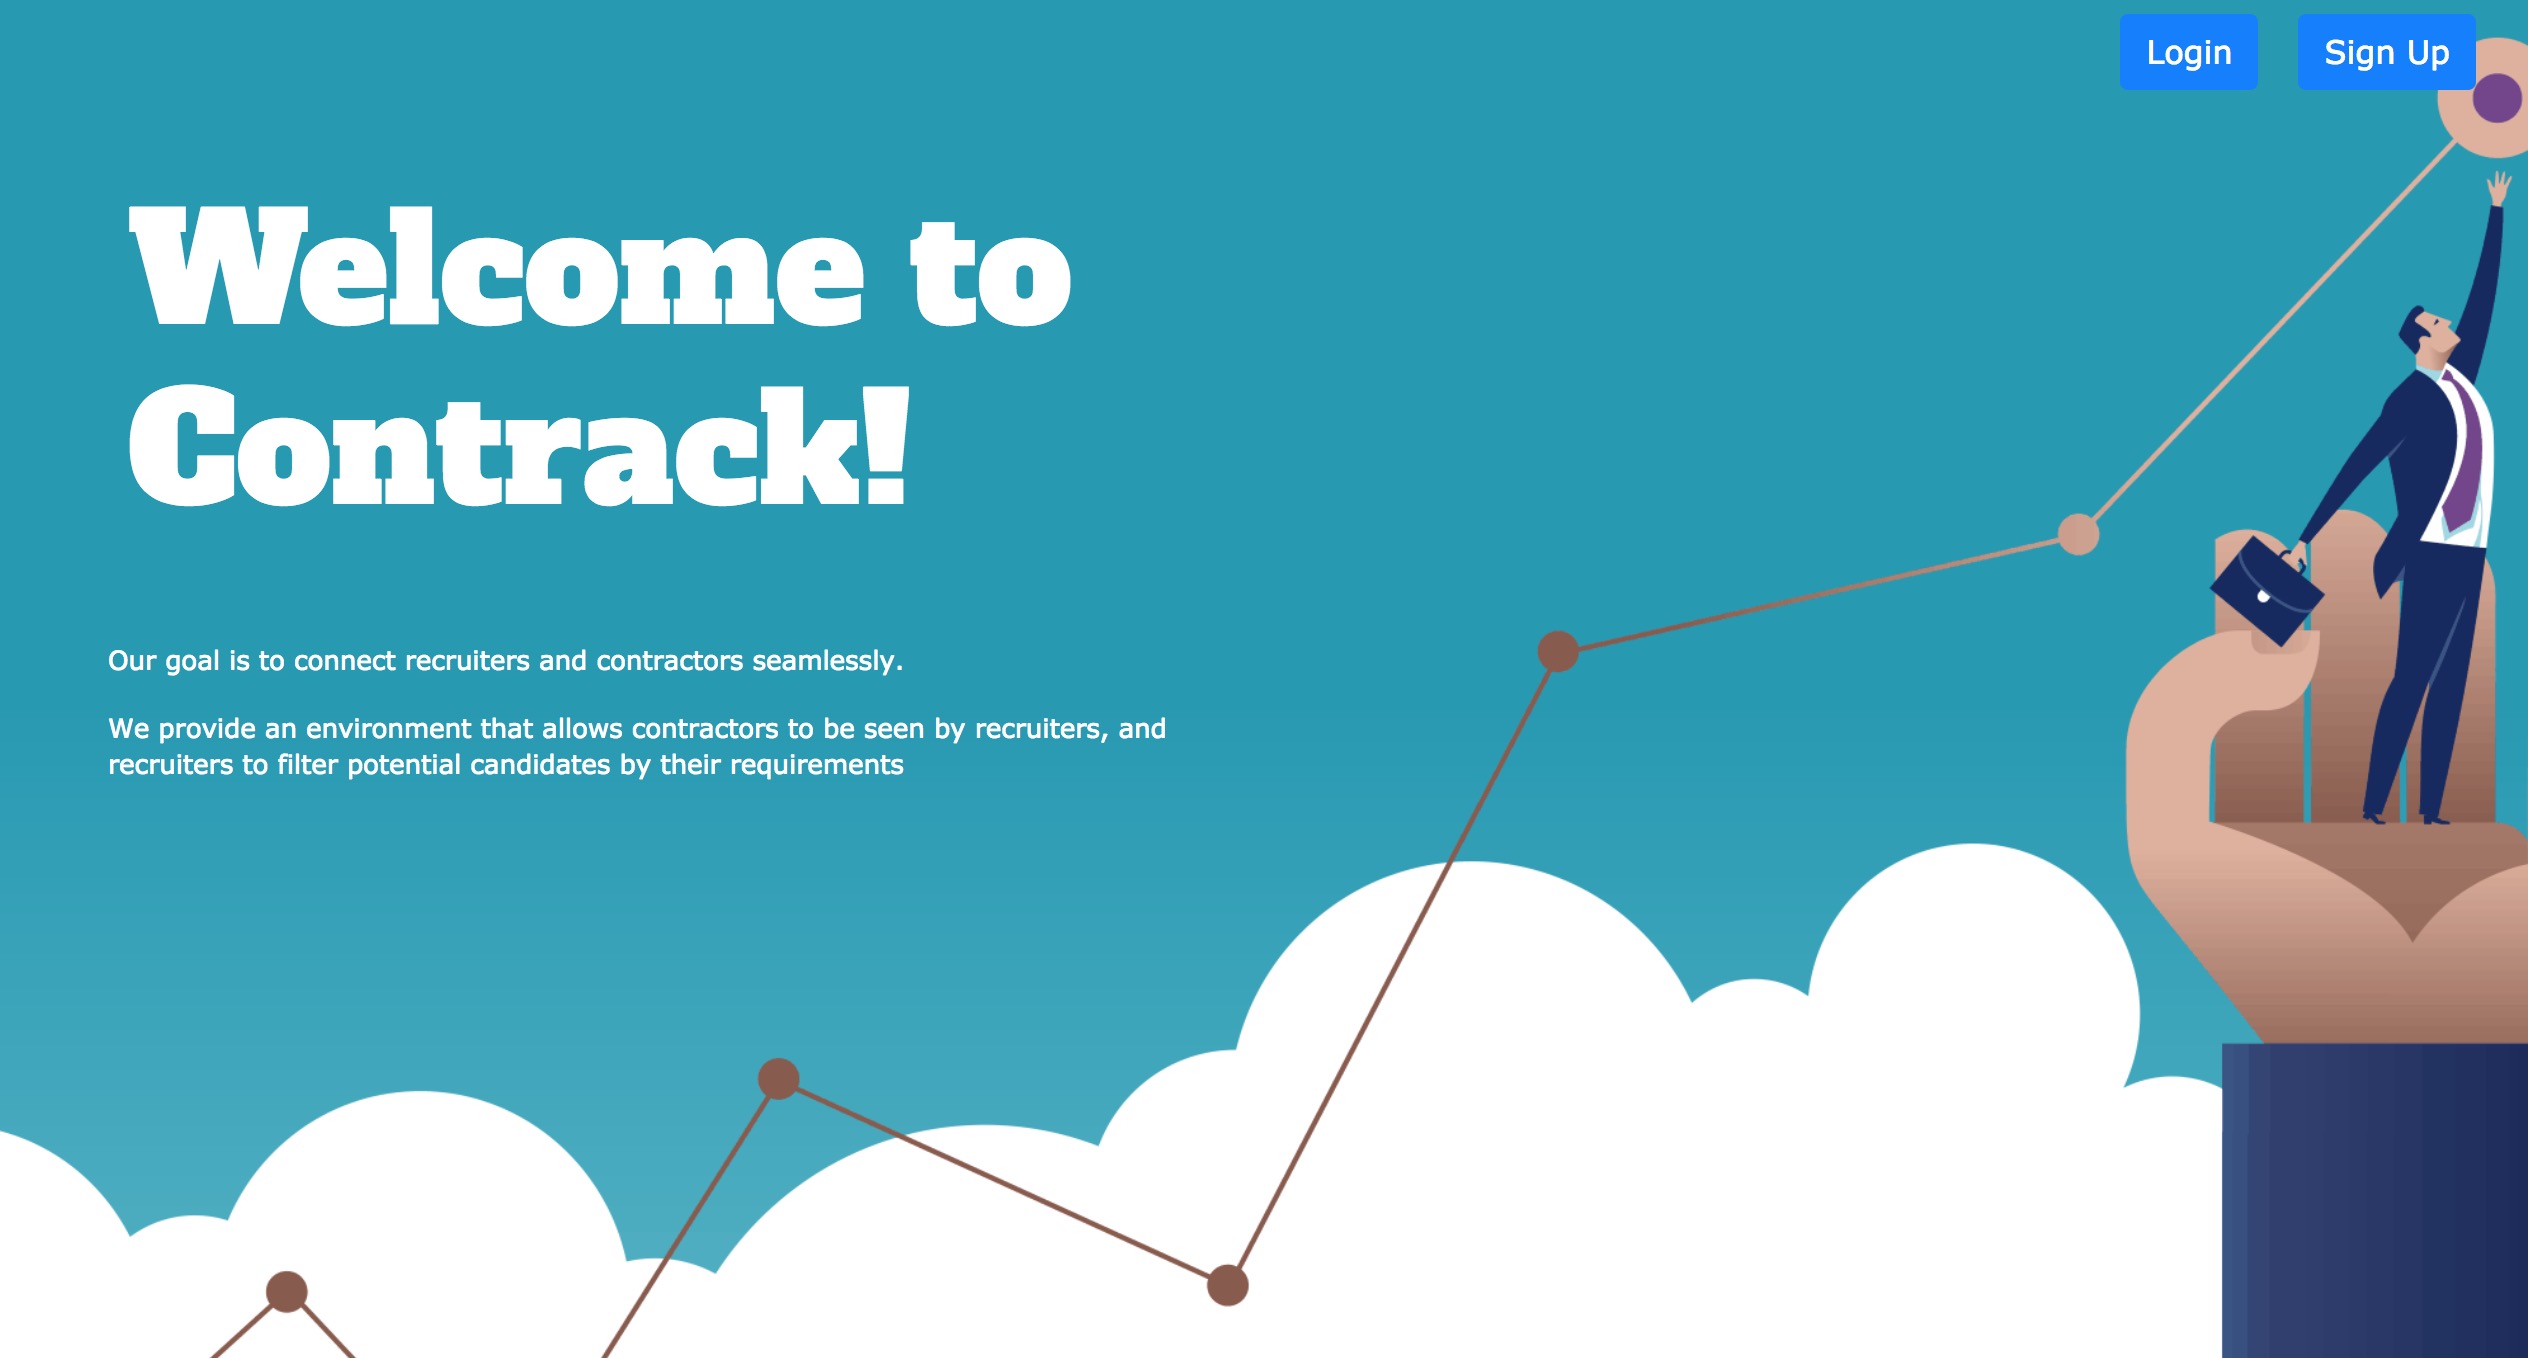 Login Sign Up
Welcome to
Contrack!
Our goal is to connect recruiters and contractors seamlessly.
We provide an environment that allows contractors to be seen by recruiters, and
recruiters to filter potential candidates by their requirements